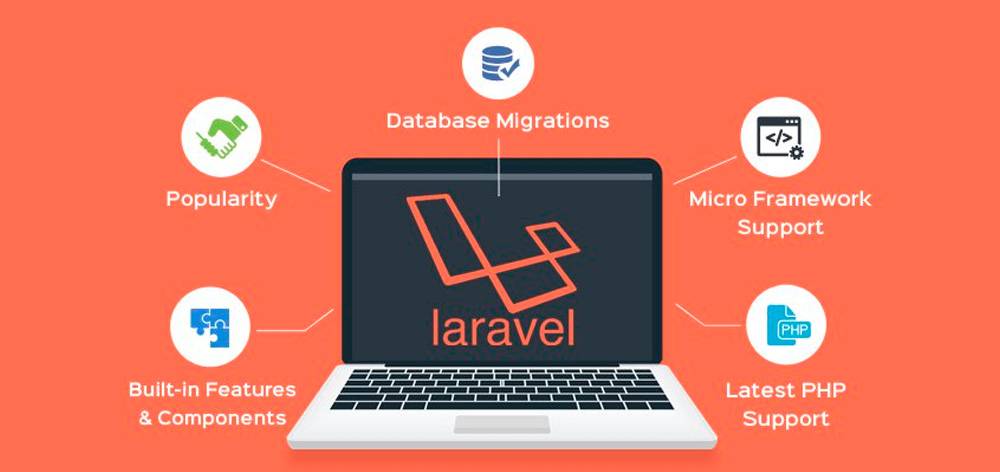 Database Migrations
Popularity
Micro Framework
Support
</>
laravel
Built-in Features
& Components
PHP
Latest PHP
Support